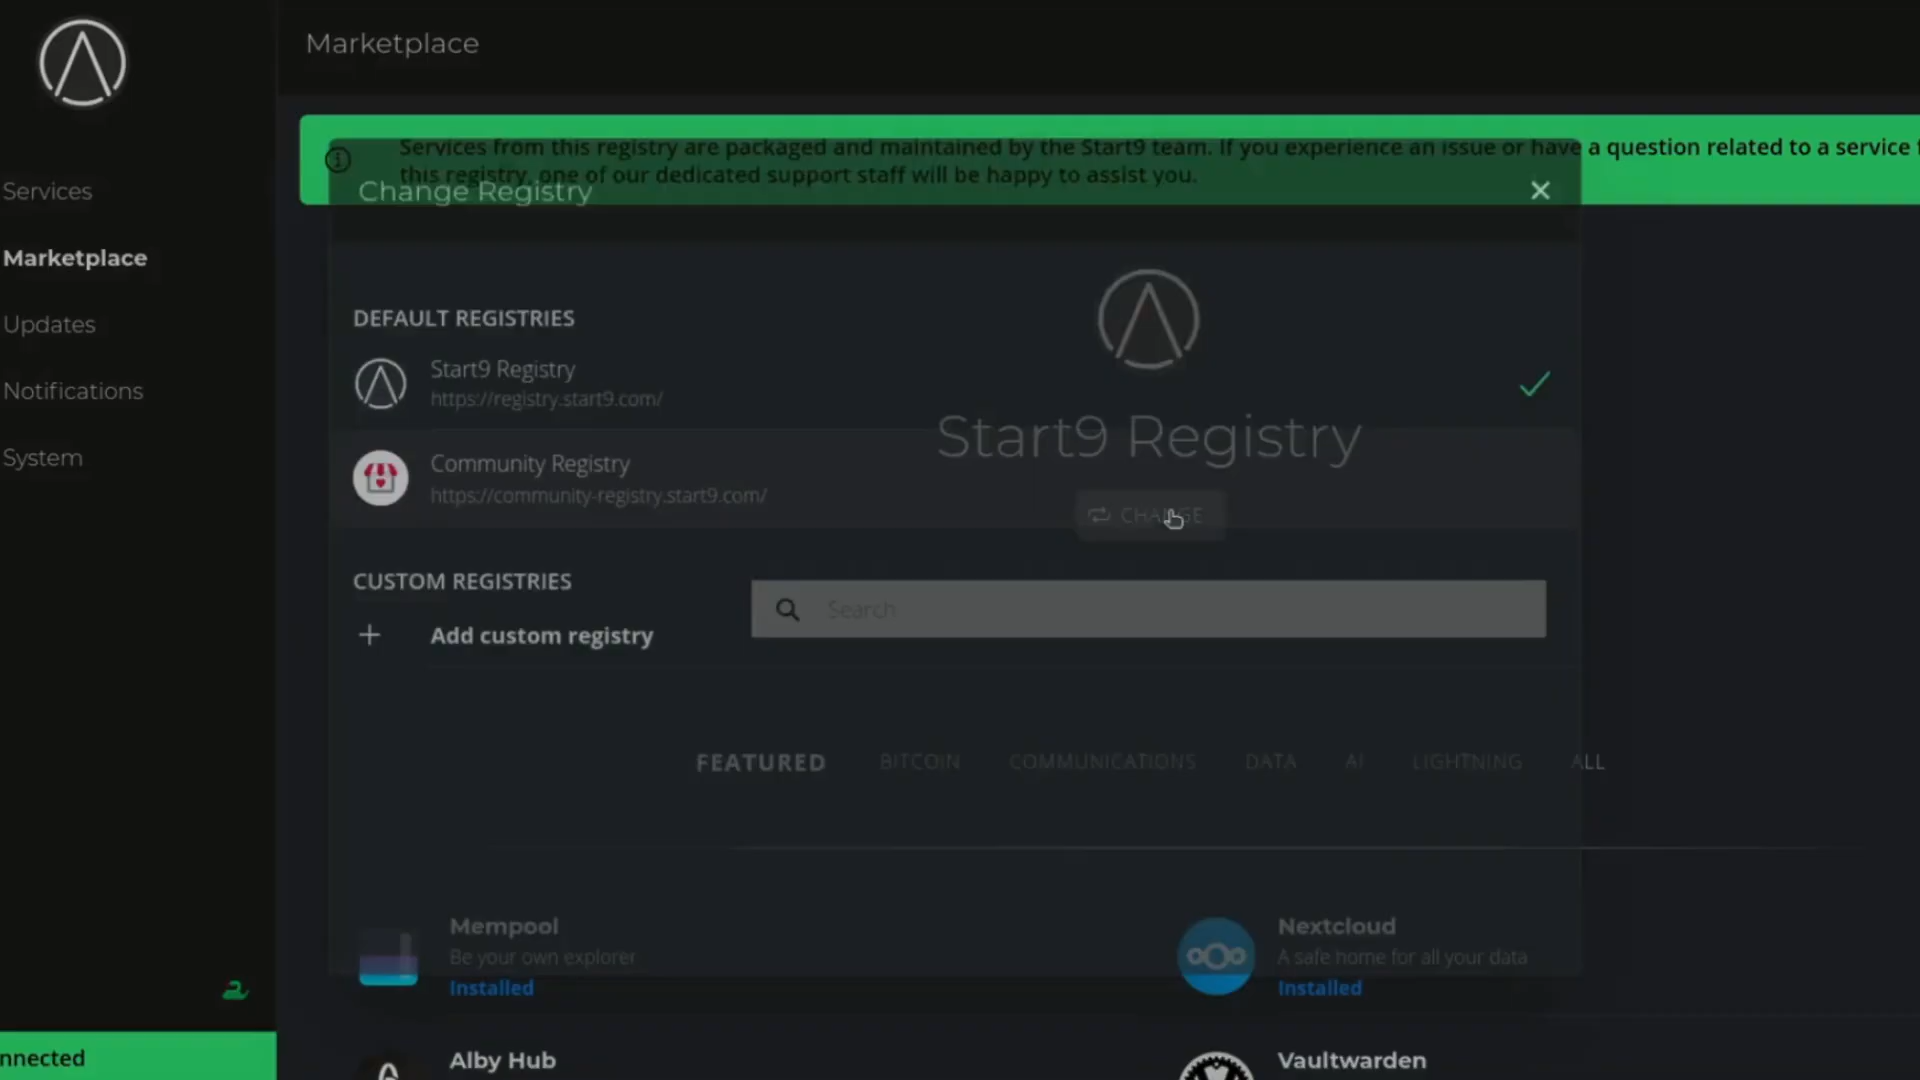 Marketplace
Services
Marketplace
Updates
Notifications
System
nnected
Services from this registry are packaged and maintained by the Start9 team. If you experience an issue or have a question related to a service f
this registry, one of our dedicated support staff will be happy to assist you.
Change Registry
DEFAULT REGISTRIES
Start9 Registry
https://registry.start9.com/
Community Registry
https://community-registry.start9.com/
CUSTOM REGISTRIES
Add custom registry
Start9 Registry
CHANGE
Search
FEATURED BITCOIN COMMUNICATIONS DATA AI LIGHTNING ALL
Mempool
Be your own explorer
Installed
Nextcloud
A safe home for all your data
Installed
Alby Hub
Vaultwarden